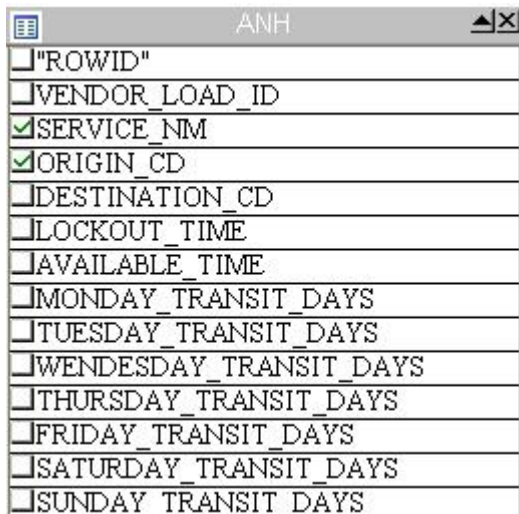 ANH
"ROWID"
VENDOR_LOAD_ID
SERVICE_NM
ORIGIN_CD
DESTINATION_CD
LOCKOUT_TIME
AVAILABLE_TIME
MONDAY_TRANSIT_DAYS
TUESDAY_TRANSIT_DAYS
WENDESDAY_TRANSIT_DAYS
THURSDAY_TRANSIT_DAYS
FRIDAY_TRANSIT_DAYS
SATURDAY_TRANSIT_DAYS
SUNDAY_TRANSIT_DAYS